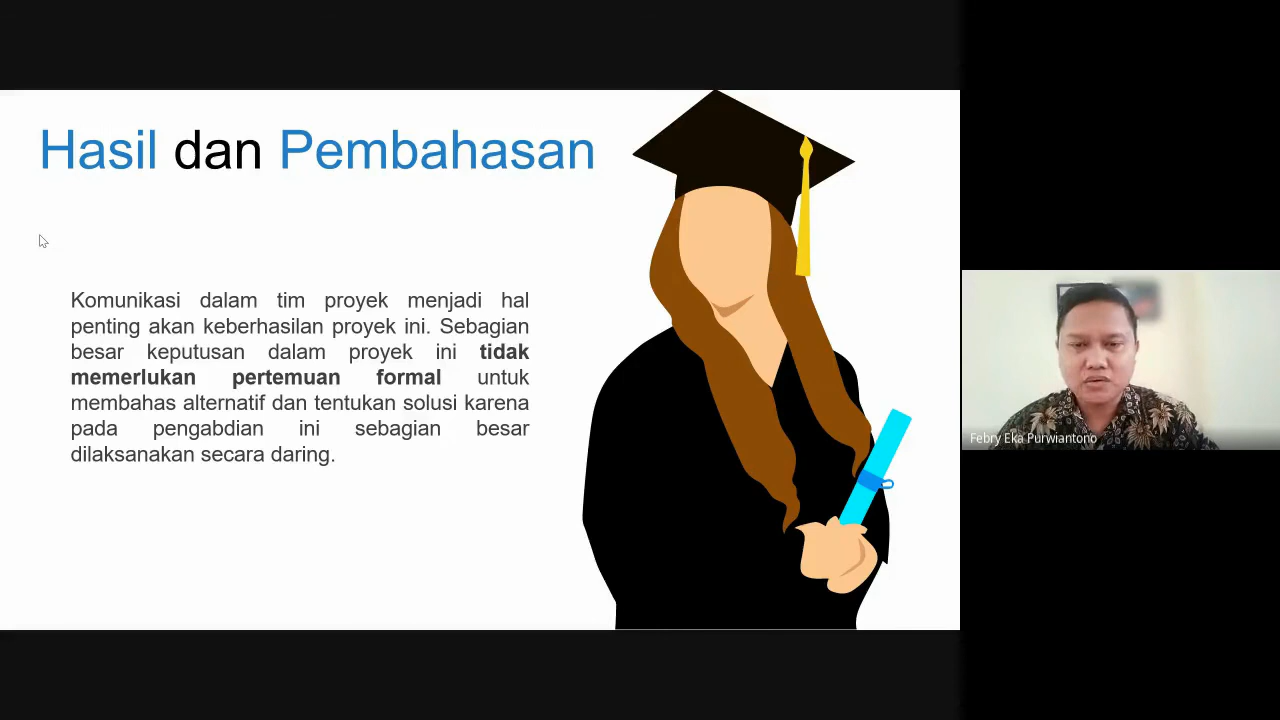 Hasil dan Pembahasan
Komunikasi dalam tim proyek menjadi hal
penting akan keberhasilan proyek ini. Sebagian
besar keputusan dalam proyek ini tidak
memerlukan pertemuan formal untuk
membahas alternatif dan tentukan solusi karena
pada pengabdian ini sebagian besar
dilaksanakan secara daring.
Febry Eka Purwiantono